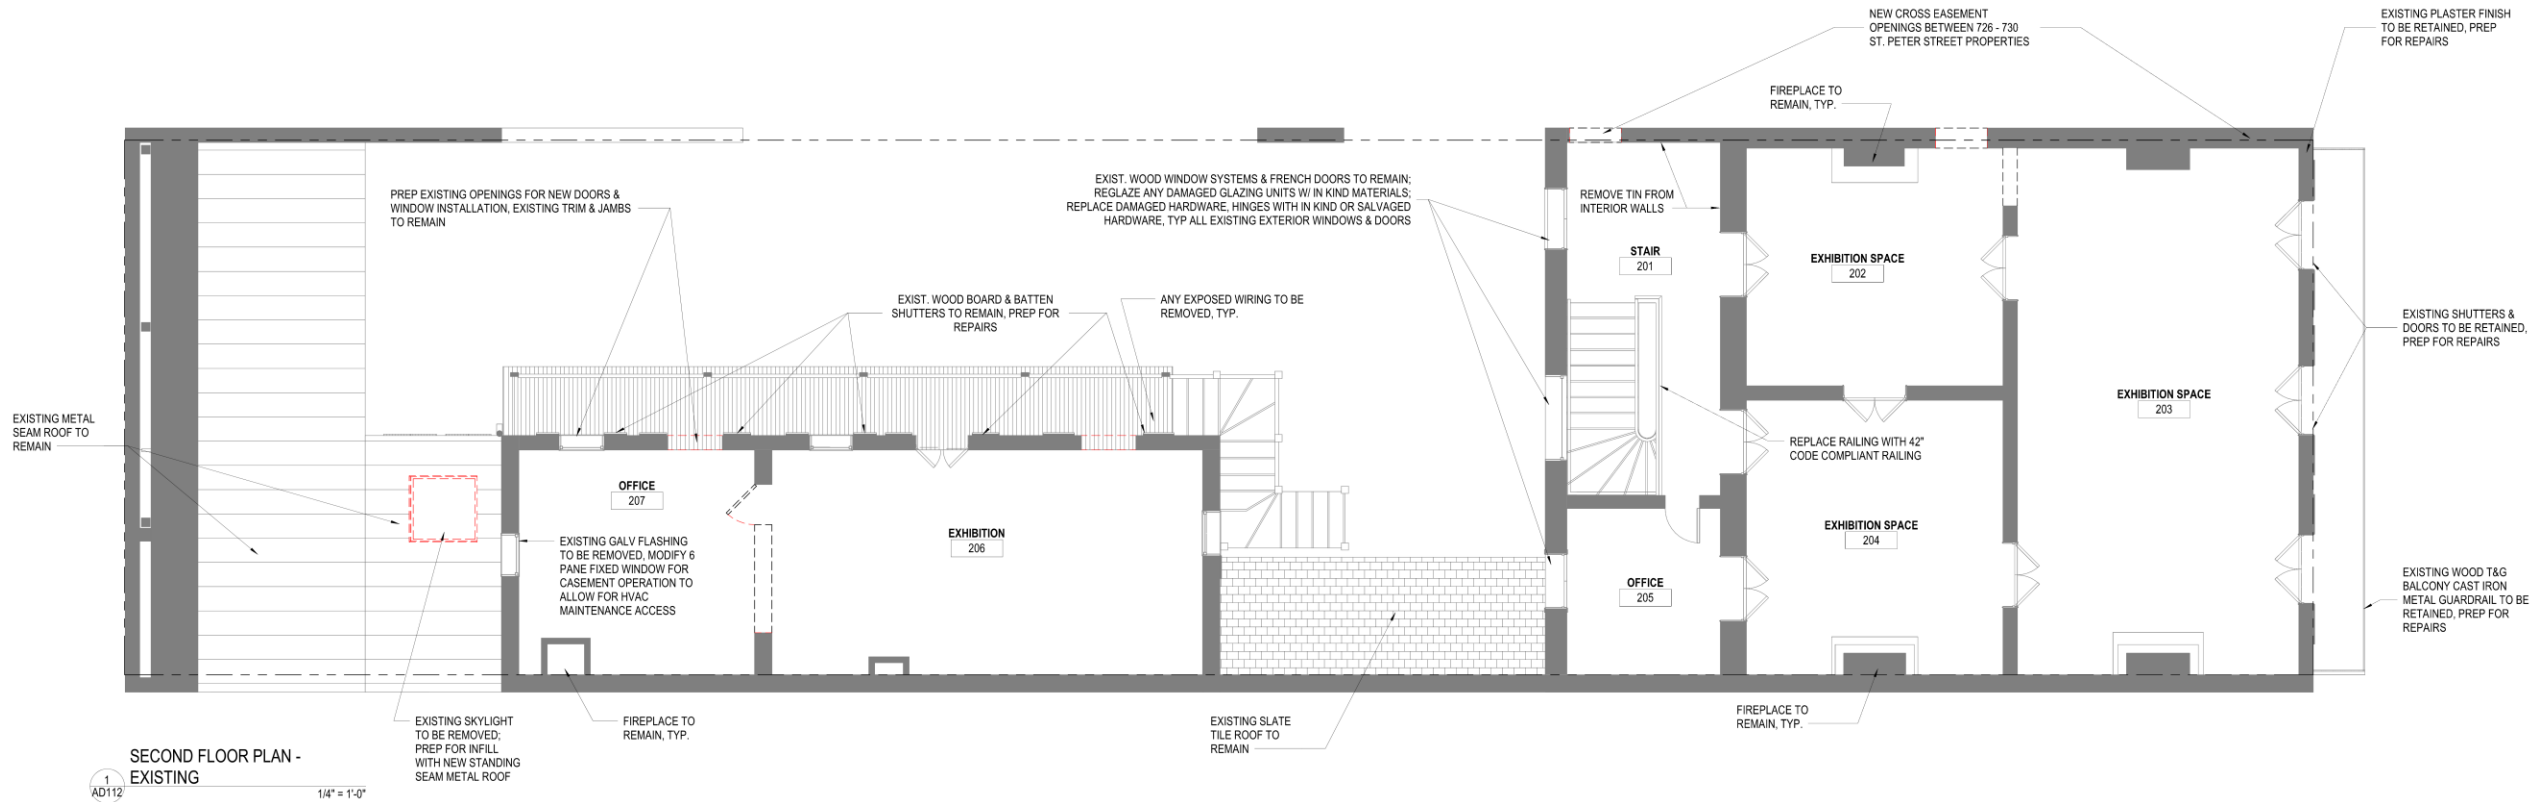 NEW CROSS EASEMENT
OPENINGS BETWEEN 726 - 730
ST. PETER STREET PROPERTIES
EXISTING PLASTER FINISH
TO BE RETAINED, PREP
FOR REPAIRS
FIREPLACE TO
REMAIN, TYP.
PREP EXISTING OPENINGS FOR NEW DOORS &
WINDOW INSTALLATION, EXISTING TRIM & JAMBS
TO REMAIN
EXIST. WOOD WINDOW SYSTEMS & FRENCH DOORS TO REMAIN;
REGLAZE ANY DAMAGED GLAZING UNITS W/ IN KIND MATERIALS;
REPLACE DAMAGED HARDWARE, HINGES WITH IN KIND OR SALVAGED
HARDWARE, TYP ALL EXISTING EXTERIOR WINDOWS & DOORS
REMOVE TIN FROM
INTERIOR WALLS
STAIR
201
EXHIBITION SPACE
202
EXIST. WOOD BOARD & BATTEN
SHUTTERS TO REMAIN, PREP FOR
REPAIRS
ANY EXPOSED WIRING TO BE
REMOVED, TYP.
EXISTING SHUTTERS &
DOORS TO BE RETAINED,
PREP FOR REPAIRS
EXHIBITION SPACE
203
EXISTING METAL
SEAM ROOF TO
REMAIN
REPLACE RAILING WITH 42"
CODE COMPLIANT RAILING
OFFICE
207
EXHIBITION
206
EXHIBITION SPACE
204
EXISTING GALV FLASHING
TO BE REMOVED, MODIFY 6
PANE FIXED WINDOW FOR
CASEMENT OPERATION TO
ALLOW FOR HVAC
MAINTENANCE ACCESS
OFFICE
205
EXISTING WOOD T&G
BALCONY CAST IRON
METAL GUARDRAIL TO BE
RETAINED, PREP FOR
REPAIRS
EXISTING SKYLIGHT
TO BE REMOVED;
PREP FOR INFILL
WITH NEW STANDING
SEAM METAL ROOF
FIREPLACE TO
REMAIN, TYP.
EXISTING SLATE
TILE ROOF TO
REMAIN
FIREPLACE TO
REMAIN, TYP.
SECOND FLOOR PLAN -
EXISTING
1
AD112
1/4" = 1'-0"